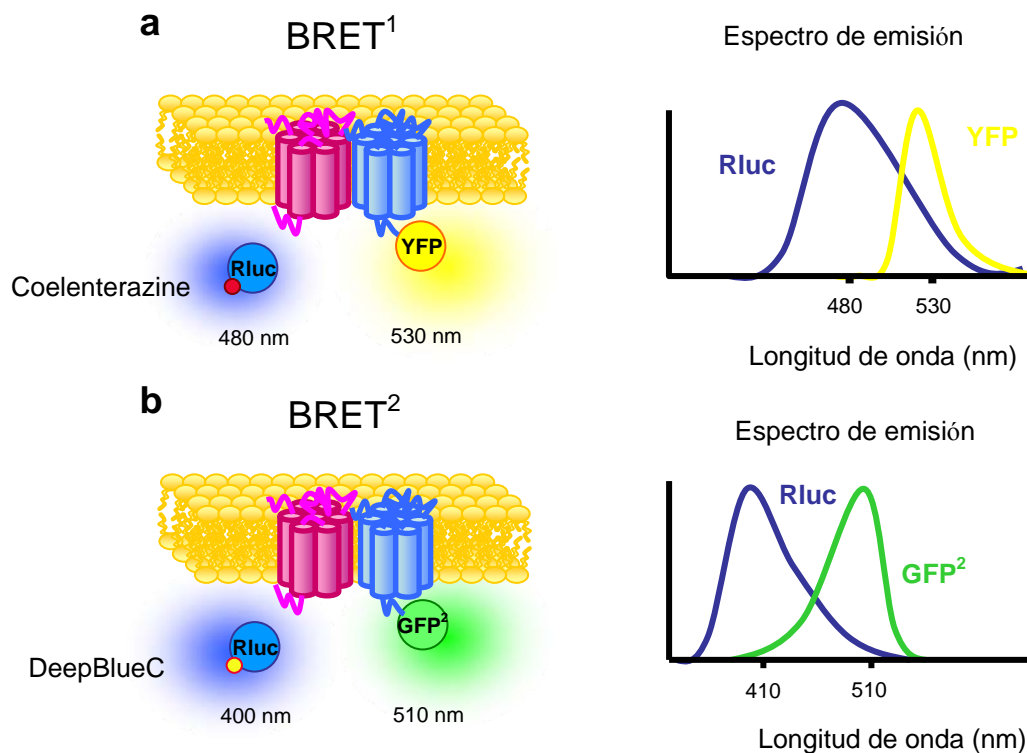 a
BRET¹
Espectro de emisión
Rluc
YFP
YFP
Rluc
Coelenterazine
480 nm
530 nm
480
530
Longitud de onda (nm)
b
BRET²
Espectro de emisión
Rluc
GFP²
GFP²
Rluc
DeepBlueC
400 nm
510 nm
410
510
Longitud de onda (nm)